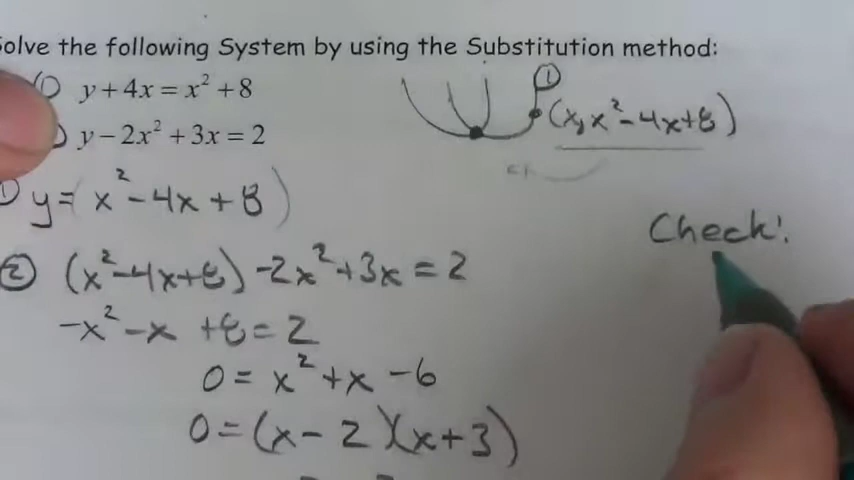 olve the following System by using the Substitution method:
① y + 4x = x² + 8
y − 2x² + 3x = 2
①
(x, x² − 4x + 8)
① y = (x² − 4x + 8)
② (x² − 4x + 8) − 2x² + 3x = 2
−x² − x + 8 = 2
0 = x² + x − 6
0 = (x − 2)(x + 3)
Check: